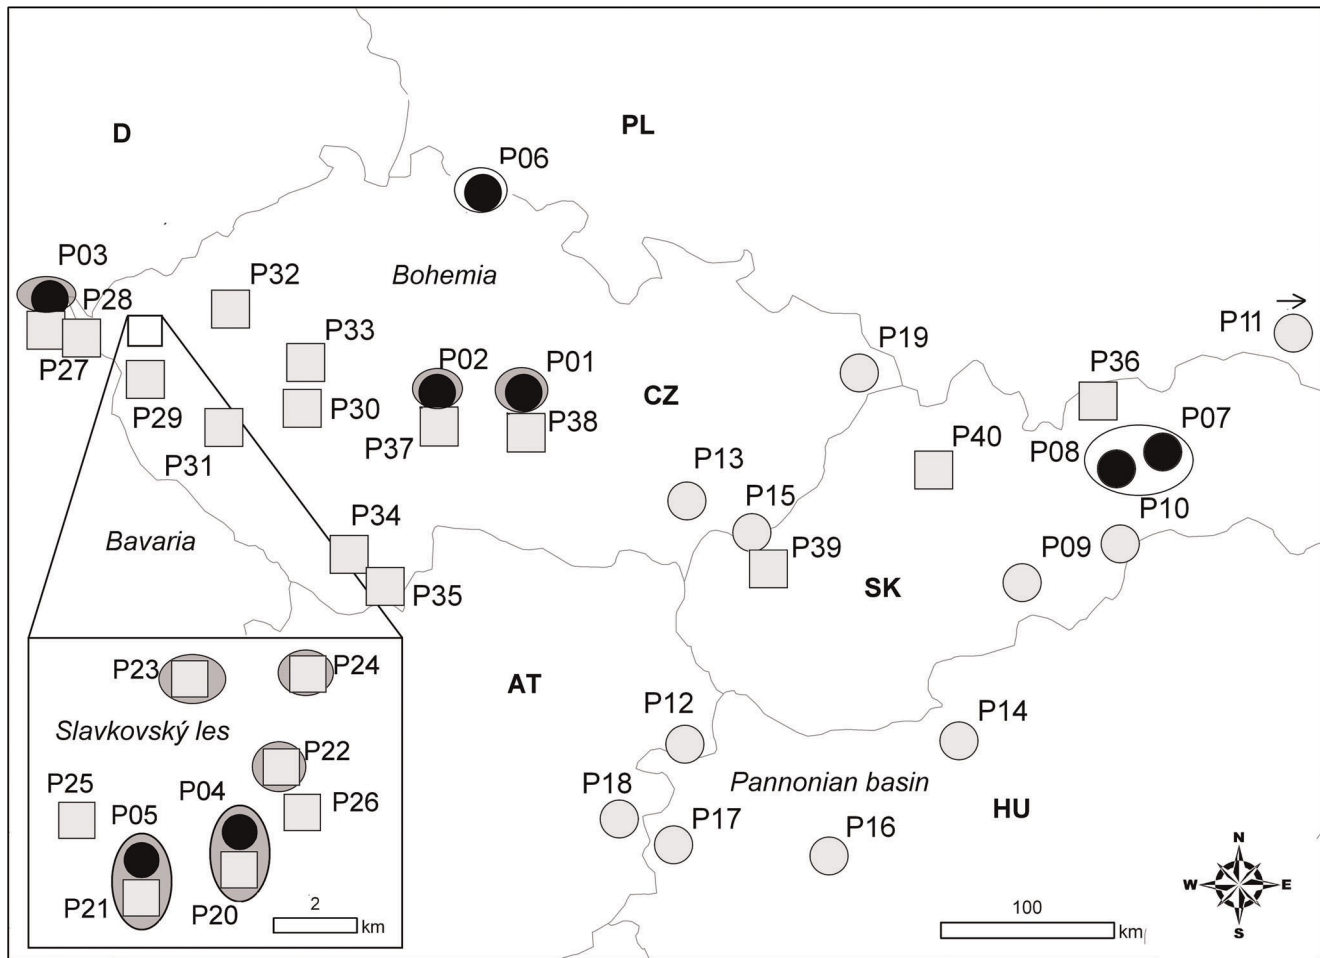 D
PL
P06
P03
P28
P32
Bohemia
P11
P33
P19
P36
P27
P02
P01
P29
P30
CZ
P07
P31
P37
P38
P40
P08
P13
P15
P10
Bavaria
P34
P39
P09
P35
SK
P23
P24
AT
P12
P14
Slavkovský les
P22
P25
P04
P26
P18
Pannonian basin
P05
P17
P16
HU
P21
P20
2
km
100
km
N
W
E
S